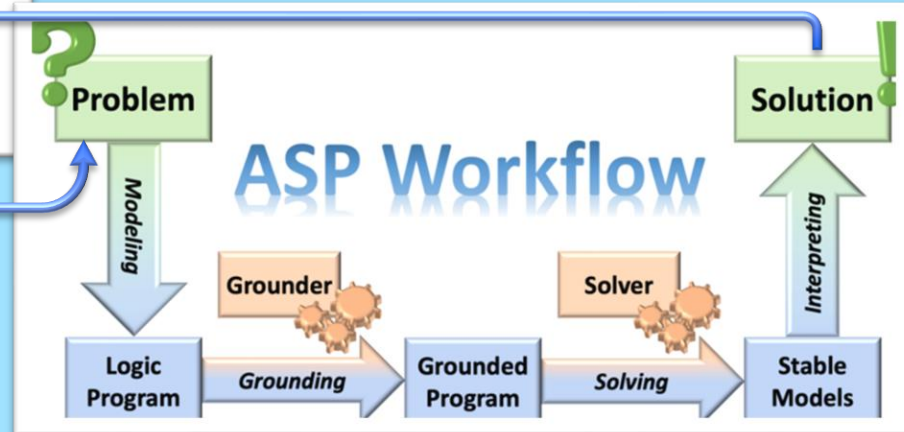 ?
!
Problem
Solution
ASP Workflow
Modeling
Interpreting
Grounder
Solver
Logic
Program
Grounding
Grounded
Program
Solving
Stable
Models